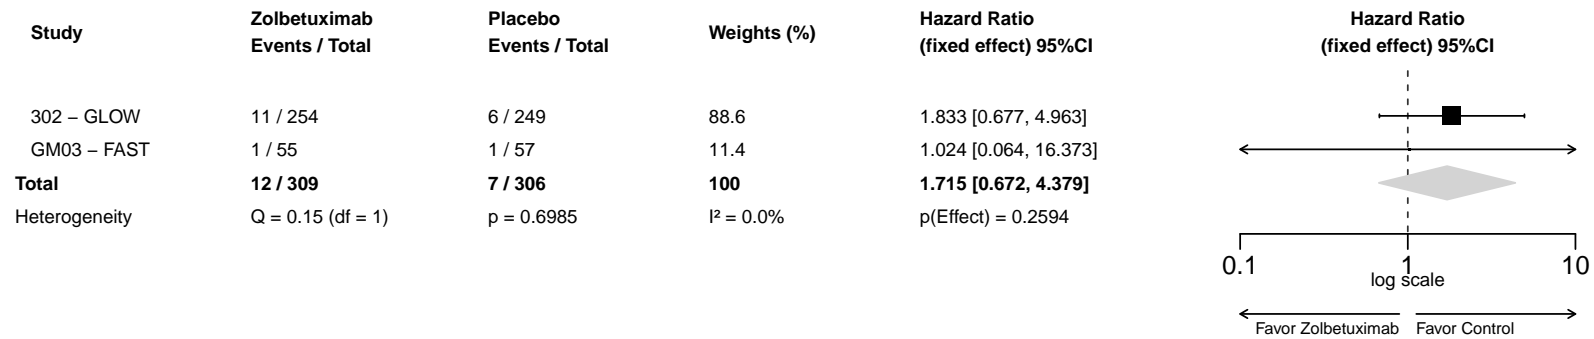 Study Zolbetuximab Events / Total Placebo Events / Total Weights (%) Hazard Ratio (fixed effect) 95%CI Hazard Ratio (fixed effect) 95%CI
302 − GLOW 11 / 254 6 / 249 88.6 1.833 [0.677, 4.963]
GM03 − FAST 1 / 55 1 / 57 11.4 1.024 [0.064, 16.373]
Total 12 / 309 7 / 306 100 1.715 [0.672, 4.379]
Heterogeneity Q = 0.15 (df = 1) p = 0.6985 I² = 0.0% p(Effect) = 0.2594
0.1 1 10
log scale
Favor Zolbetuximab Favor Control